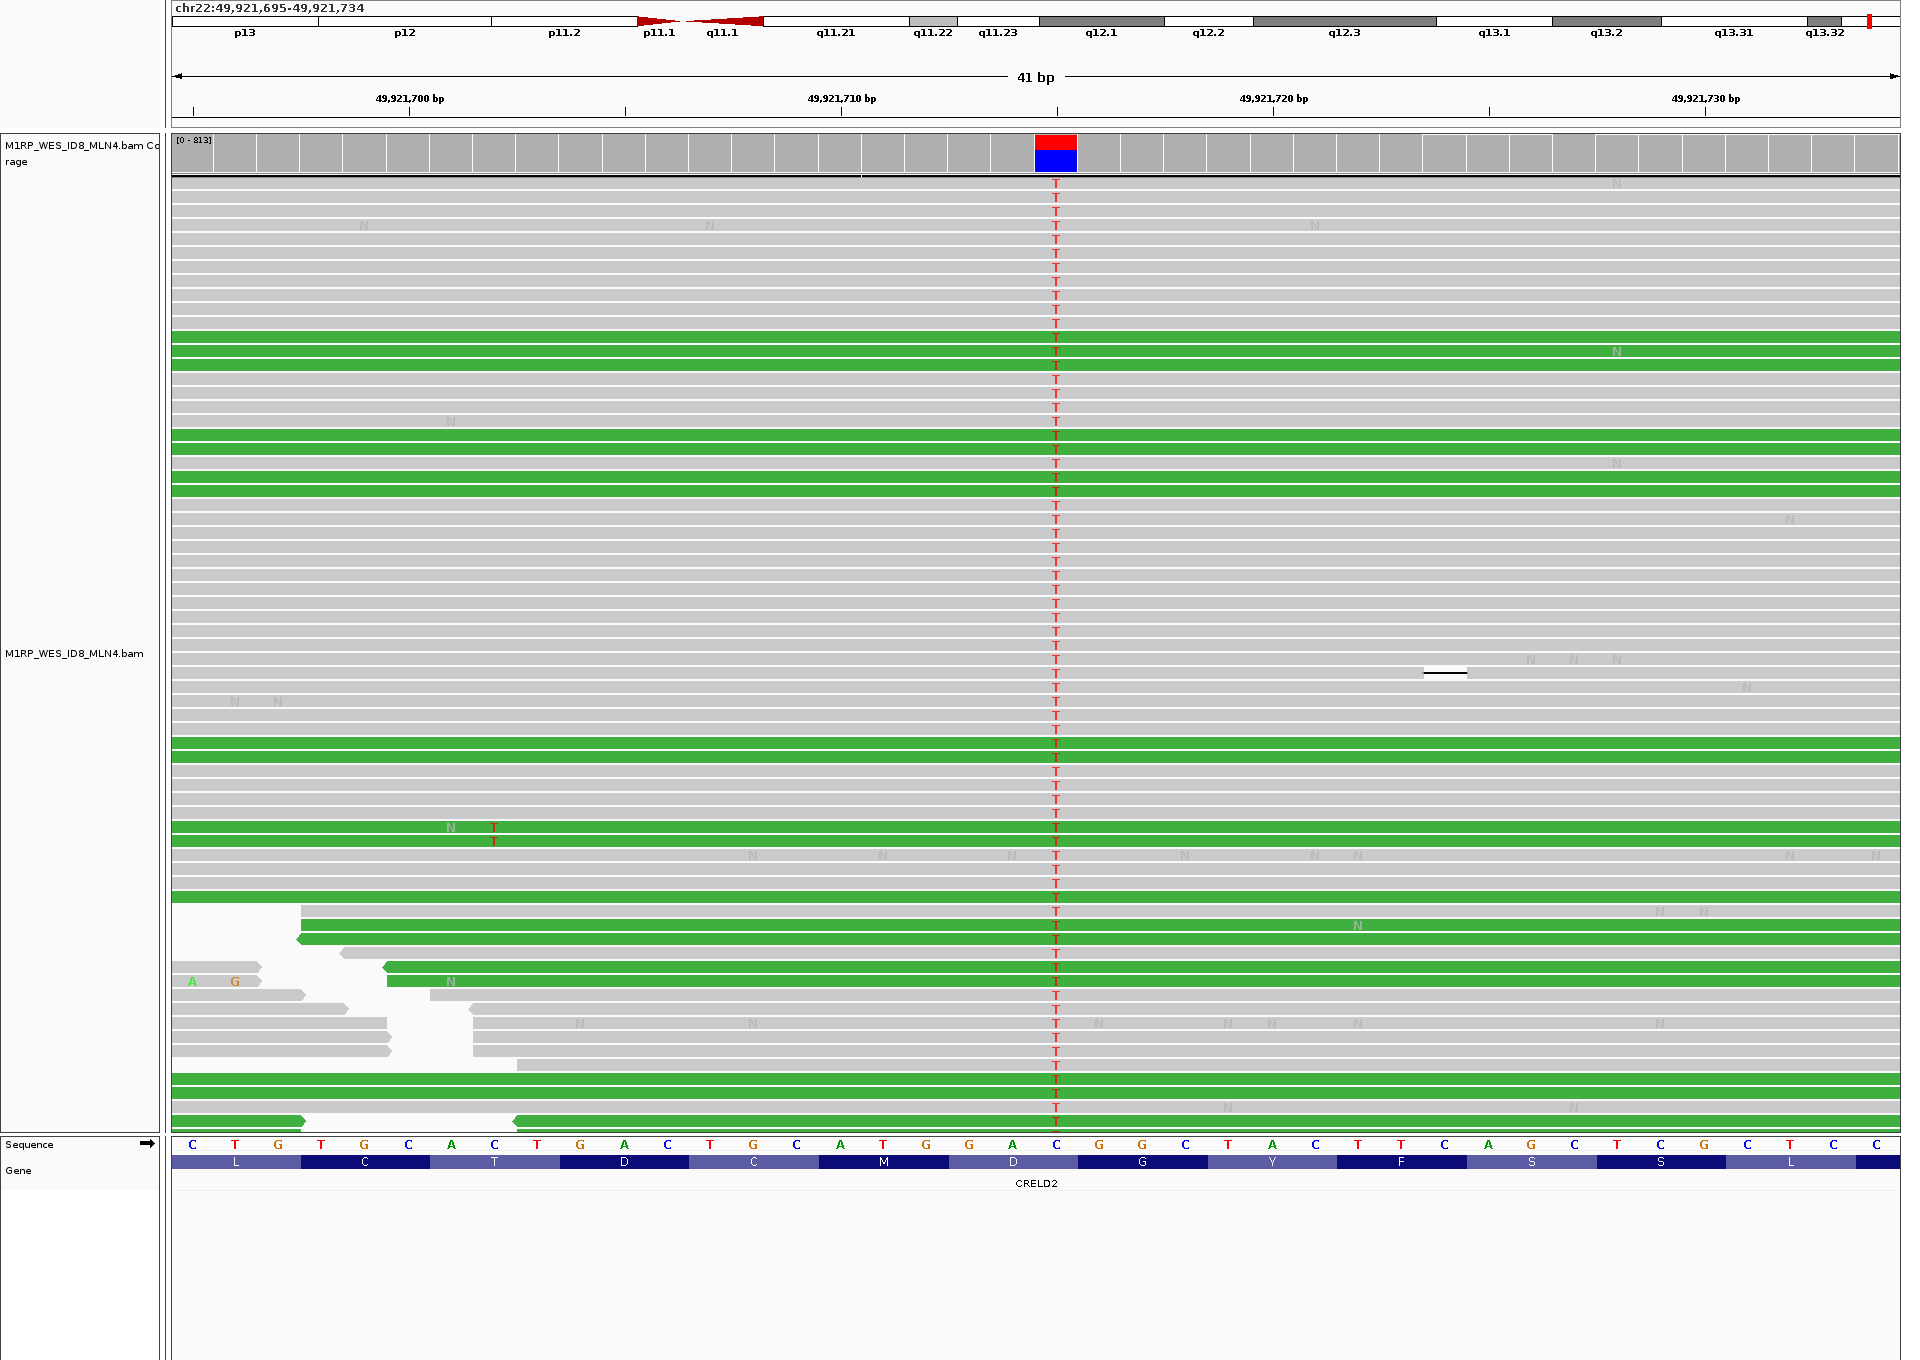 chr22:49,921,695-49,921,734
p13 p12 p11.2 p11.1 q11.1 q11.21 q11.22 q11.23 q12.1 q12.2 q12.3 q13.1 q13.2 q13.31 q13.32
41 bp
49,921,700 bp 49,921,710 bp 49,921,720 bp 49,921,730 bp
M1RP_WES_ID8_MLN4.bam Co
rage
[0 - 813]
T N
T
T
N N T N
T
T
T
T
T
T
T
T
T N
T
T
T
T
N T
T
T
T N
T
T
T
T N
T
T
T
T
T
T
T
T
T
T N N N
M1RP_WES_ID8_MLN4.bam
T
T N
N N T
T
T
T
T
T
T
T
N T T
T T
N N N T N N N N N
T
T
T
T N N
T N
T
T
T
A G N T
T
T
N N T N N N N N
T
T
T
T
T
T N N
T
Sequence C T G T G C A C T G A C T G C A T G G A C G G C T A C T T C A G C T C G C T C C
Gene L C T D C M D G Y F S S L
CRELD2